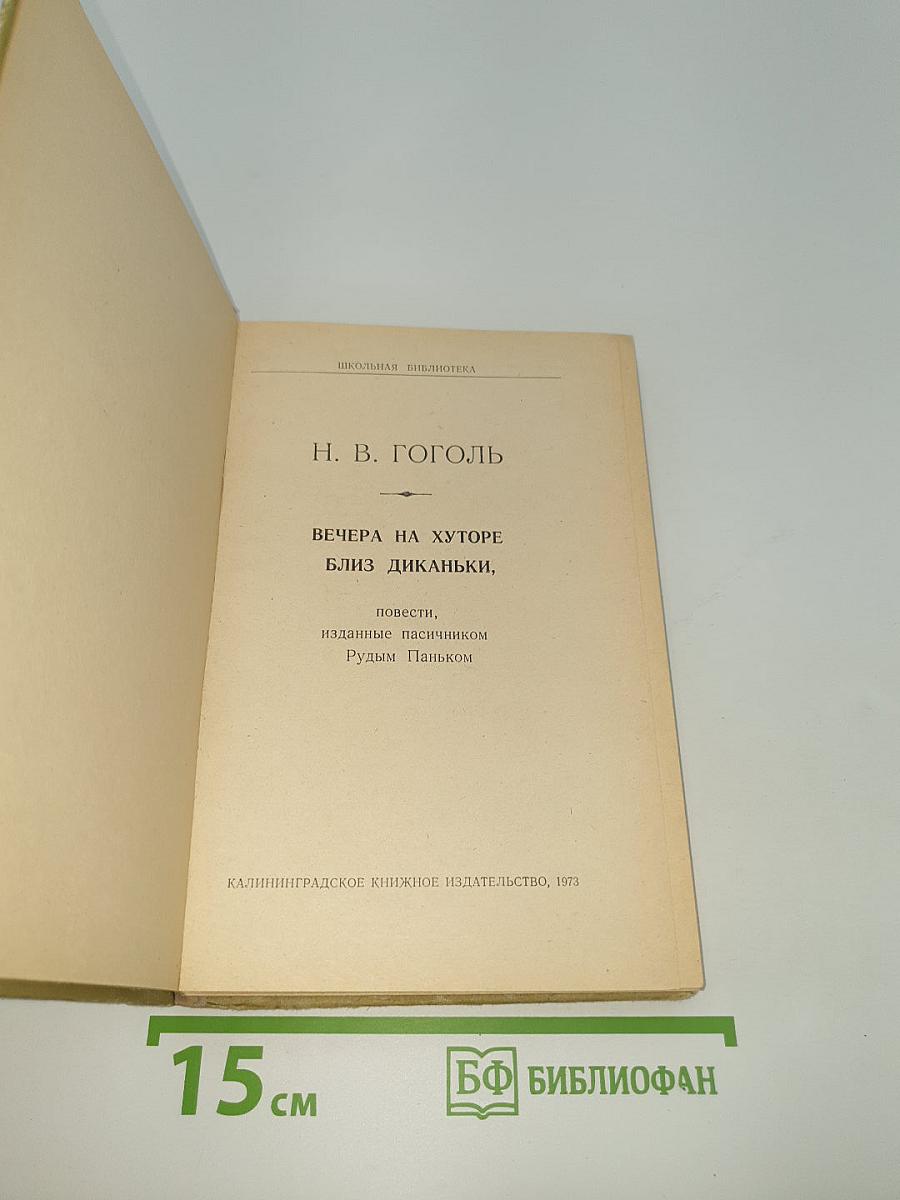 ШКОЛЬНАЯ БИБЛИОТЕКА
Н. В. ГОГОЛЬ
ВЕЧЕРА НА ХУТОРЕ
БЛИЗ ДИКАНЬКИ,
повести,
изданные пасичником
Рудым Паньком
КАЛИНИНГРАДСКОЕ КНИЖНОЕ ИЗДАТЕЛЬСТВО, 1973
15 см
БФ БИБЛИОФАН